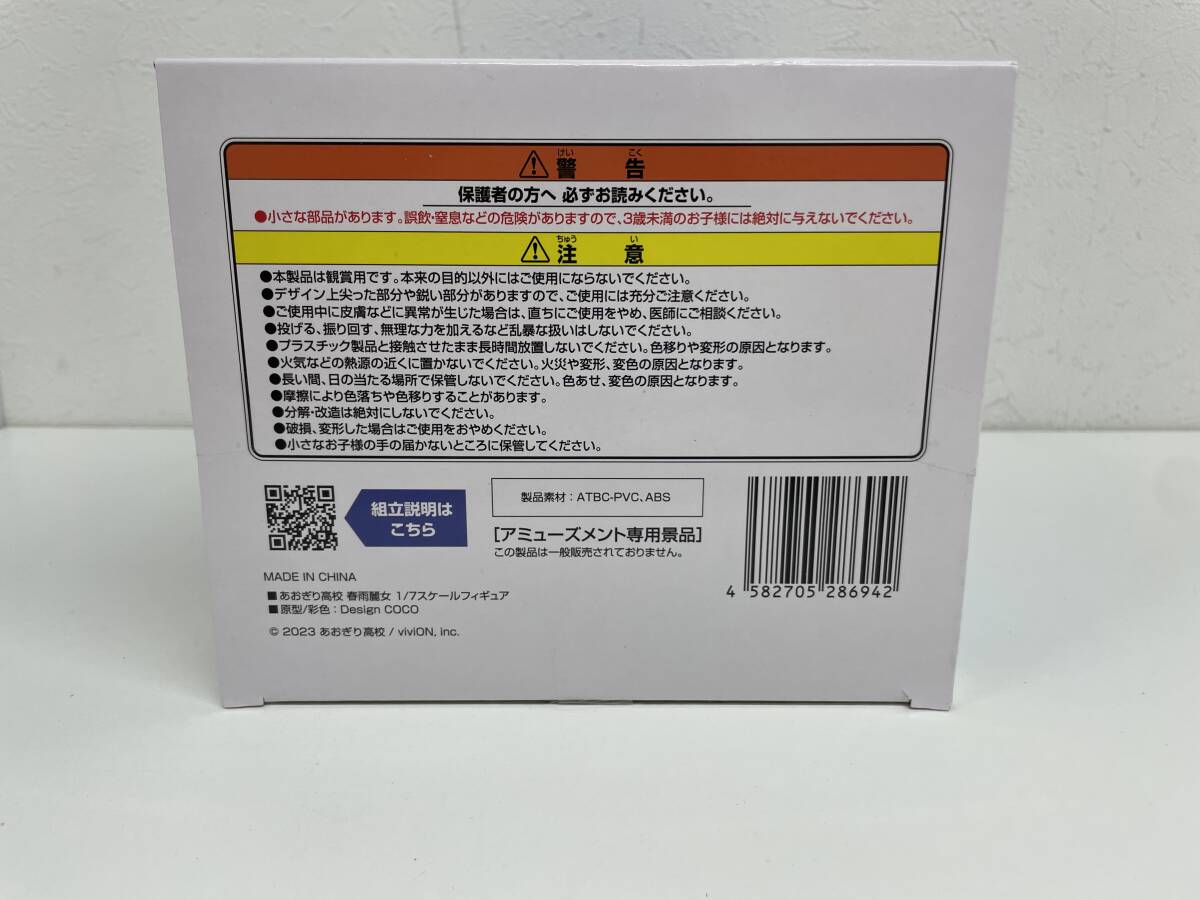 けい こく
警 告
保護者の方へ 必ずお読みください。
●小さな部品があります。誤飲・窒息などの危険がありますので、3歳未満のお子様には絶対に与えないでください。
ちゅう い
注 意
●本製品は観賞用です。本来の目的以外にはご使用にならないでください。
●デザイン上尖った部分や鋭い部分がありますので、ご使用には充分ご注意ください。
●ご使用中に皮膚などに異常が生じた場合は、直ちにご使用をやめ、医師にご相談ください。
●投げる、振り回す、無理な力を加えるなど乱暴な扱いはしないでください。
●プラスチック製品と接触させたまま長時間放置しないでください。色移りや変形の原因となります。
●火気などの熱源の近くに置かないでください。火災や変形、変色の原因となります。
●長い間、日の当たる場所で保管しないでください。色あせ、変色の原因となります。
●摩擦により色落ちや色移りすることがあります。
●分解・改造は絶対にしないでください。
●破損、変形した場合はご使用をおやめください。
●小さなお子様の手の届かないところに保管してください。
組立説明は
こちら
製品素材：ATBC-PVC、ABS
[アミューズメント専用景品]
この製品は一般販売されておりません。
MADE IN CHINA
■あおぎり高校 春雨麗女 1/7スケールフィギュア
■原型/彩色：Design COCO
© 2023 あおぎり高校 / viviON, inc.
4 582705 286942